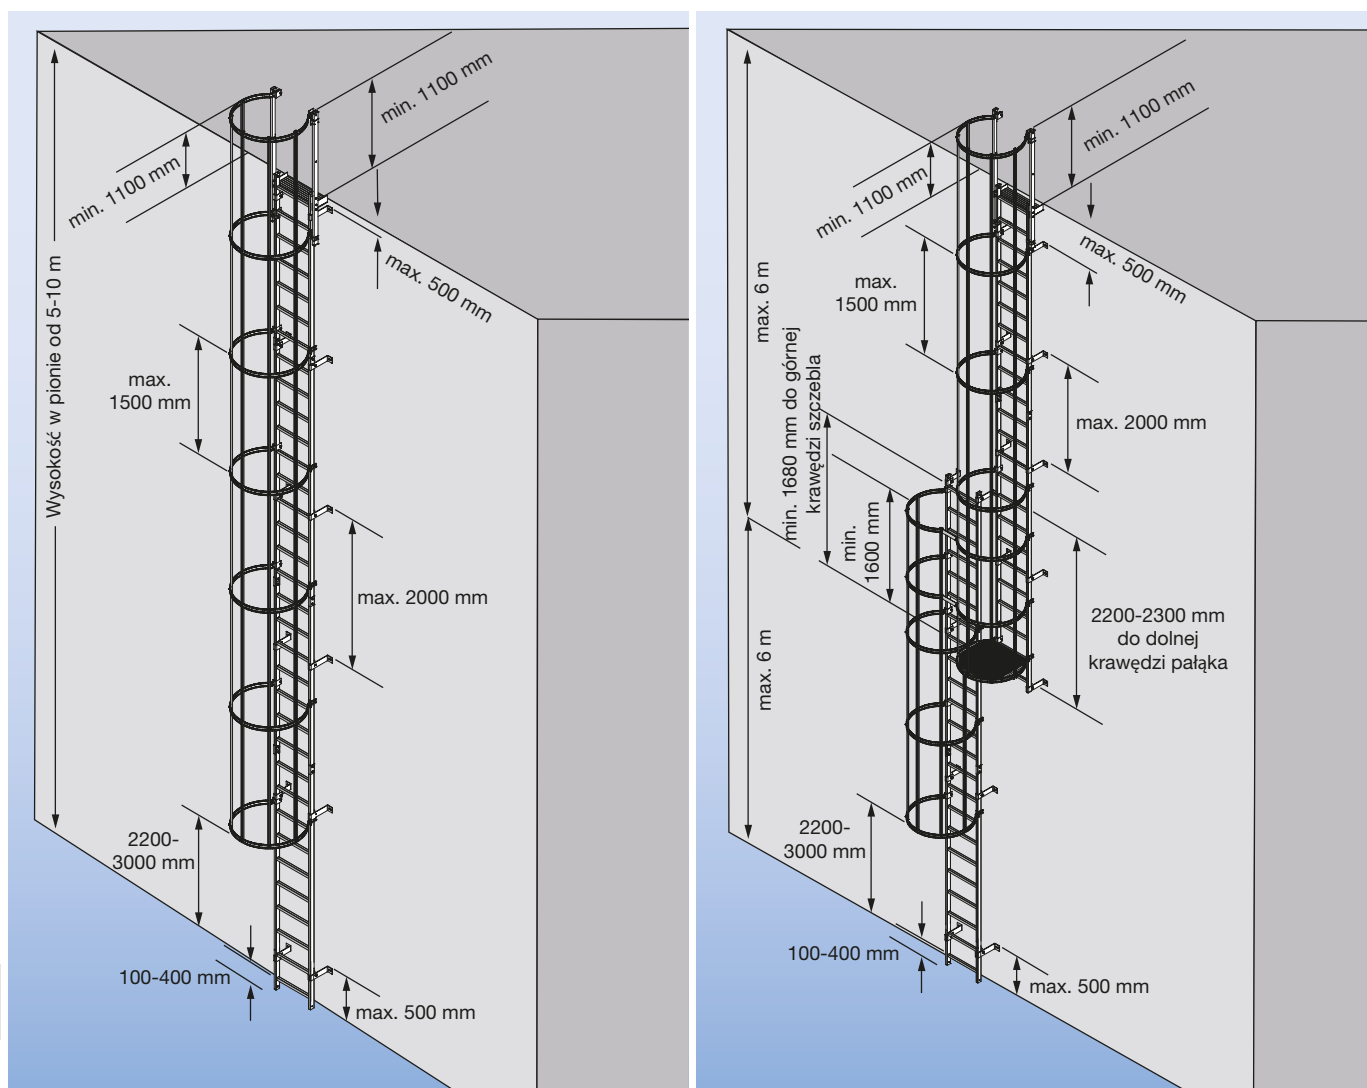 min. 1100 mm
min. 1100 mm
max. 500 mm
Wysokość w pionie od 5-10 m
max.
1500 mm
max. 2000 mm
2200-
3000 mm
100-400 mm
max. 500 mm
min. 1100 mm
min. 1100 mm
max. 500 mm
max. 6 m
max.
1500 mm
min. 1680 mm do górnej
krawędzi szczebla
max. 2000 mm
min.
1600 mm
2200-2300 mm
do dolnej
krawędzi pałąka
max. 6 m
2200-
3000 mm
100-400 mm
max. 500 mm